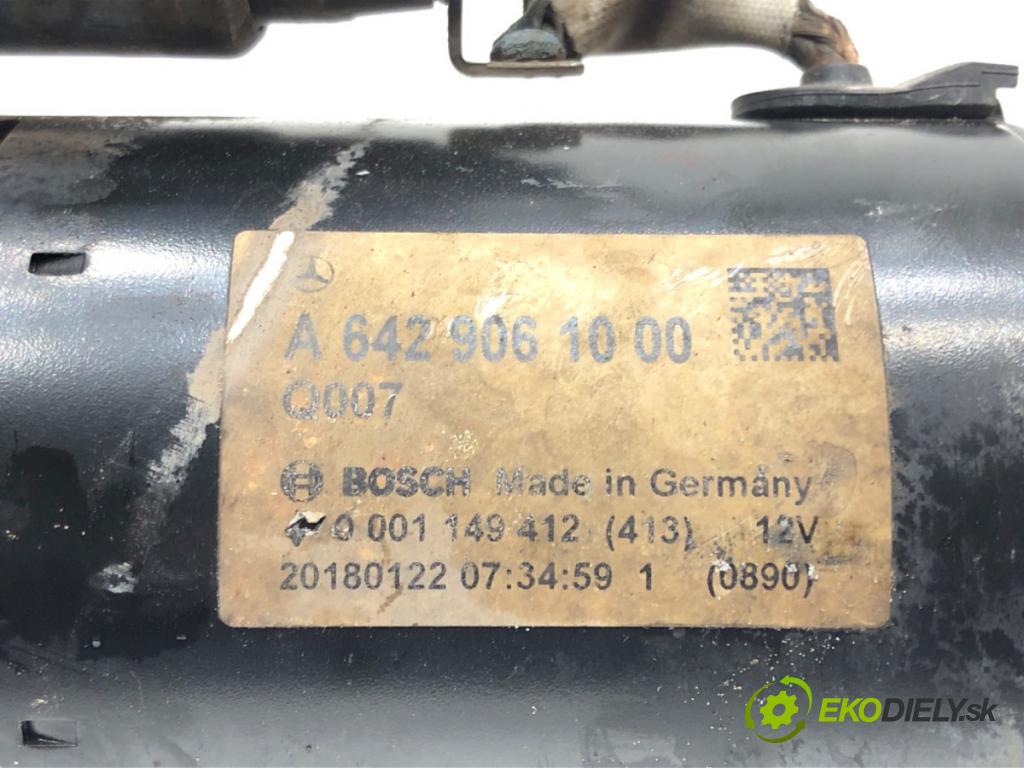 A 642 906 10 00
Q007
BOSCH Made in Germany
0 001 149 412 (413) 12V
20180122 07:34:59 1 (0890)
EKODIELY.sk